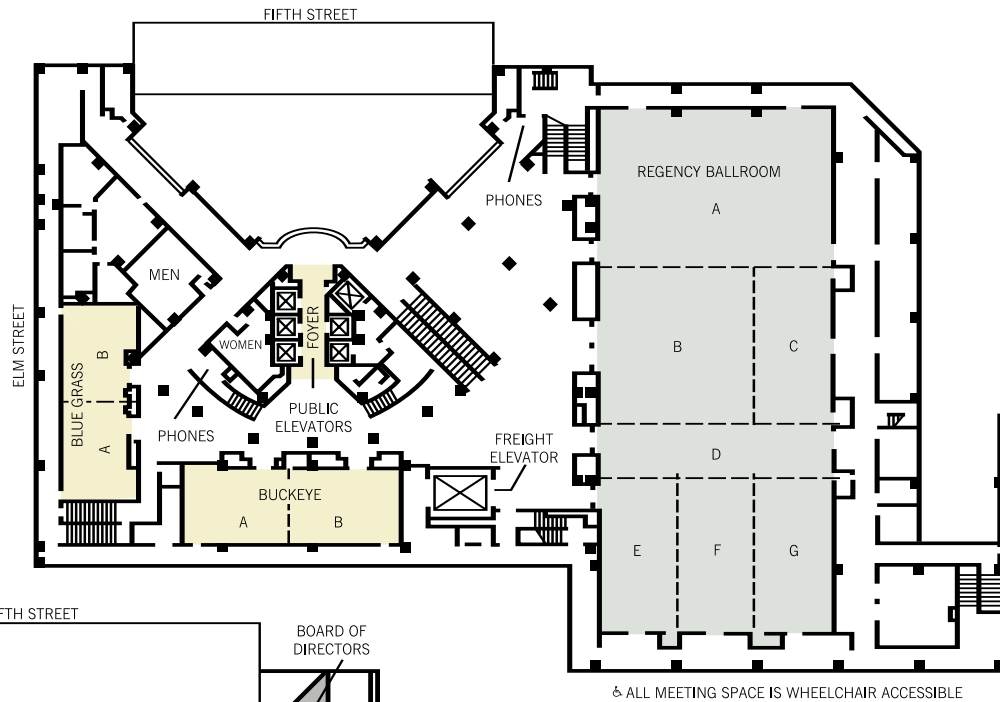 FIFTH STREET
REGENCY BALLROOM
A
PHONES
MEN
FOYER
ELM STREET
WOMEN
B
BLUE GRASS
A
B
C
PUBLIC
ELEVATORS
PHONES
FREIGHT
ELEVATOR
D
BUCKEYE
A
B
E
F
G
FTH STREET
BOARD OF
DIRECTORS
♿ ALL MEETING SPACE IS WHEELCHAIR ACCESSIBLE